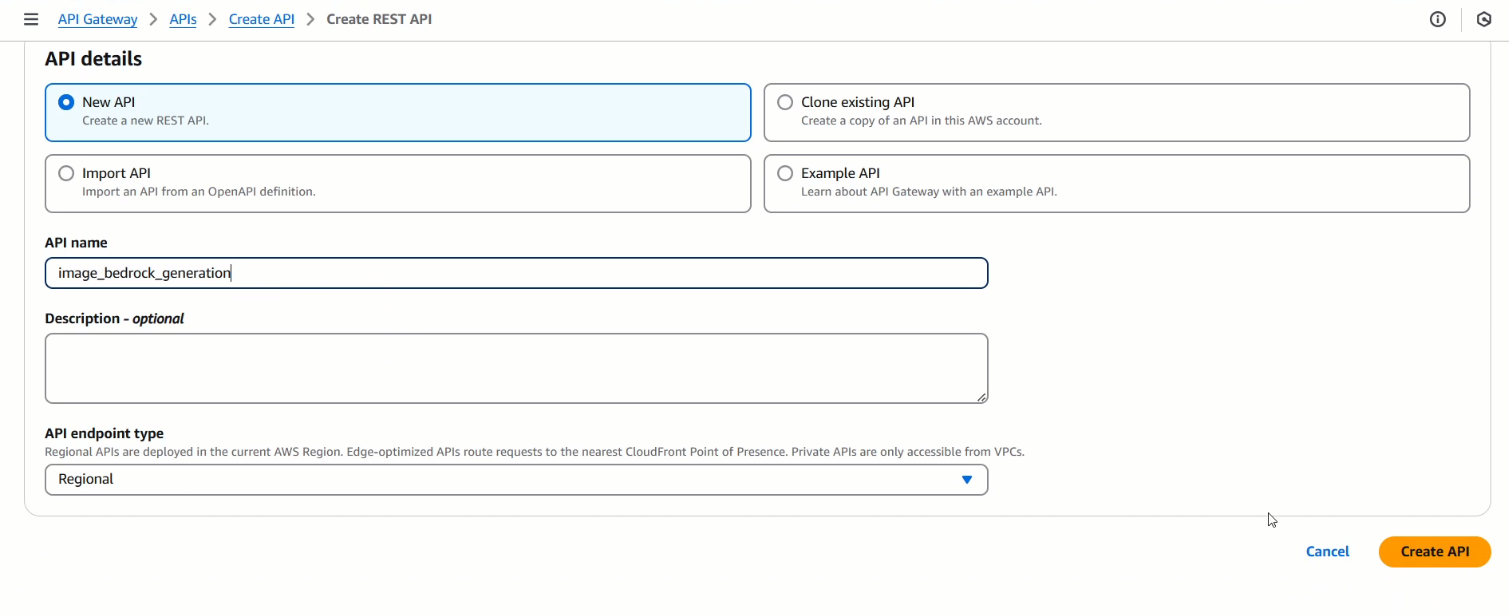 API Gateway > APIs > Create API > Create REST API
API details
New API
Create a new REST API.
Clone existing API
Create a copy of an API in this AWS account.
Import API
Import an API from an OpenAPI definition.
Example API
Learn about API Gateway with an example API.
API name
image_bedrock_generation
Description - optional
API endpoint type
Regional APIs are deployed in the current AWS Region. Edge-optimized APIs route requests to the nearest CloudFront Point of Presence. Private APIs are only accessible from VPCs.
Regional
Cancel
Create API